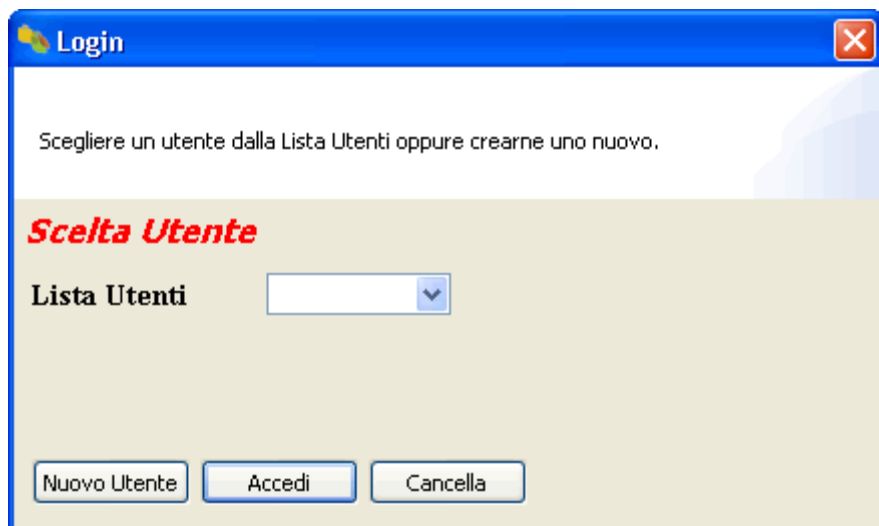 Login
Scegliere un utente dalla Lista Utenti oppure crearne uno nuovo.
Scelta Utente
Lista Utenti
Nuovo Utente Accedi Cancella